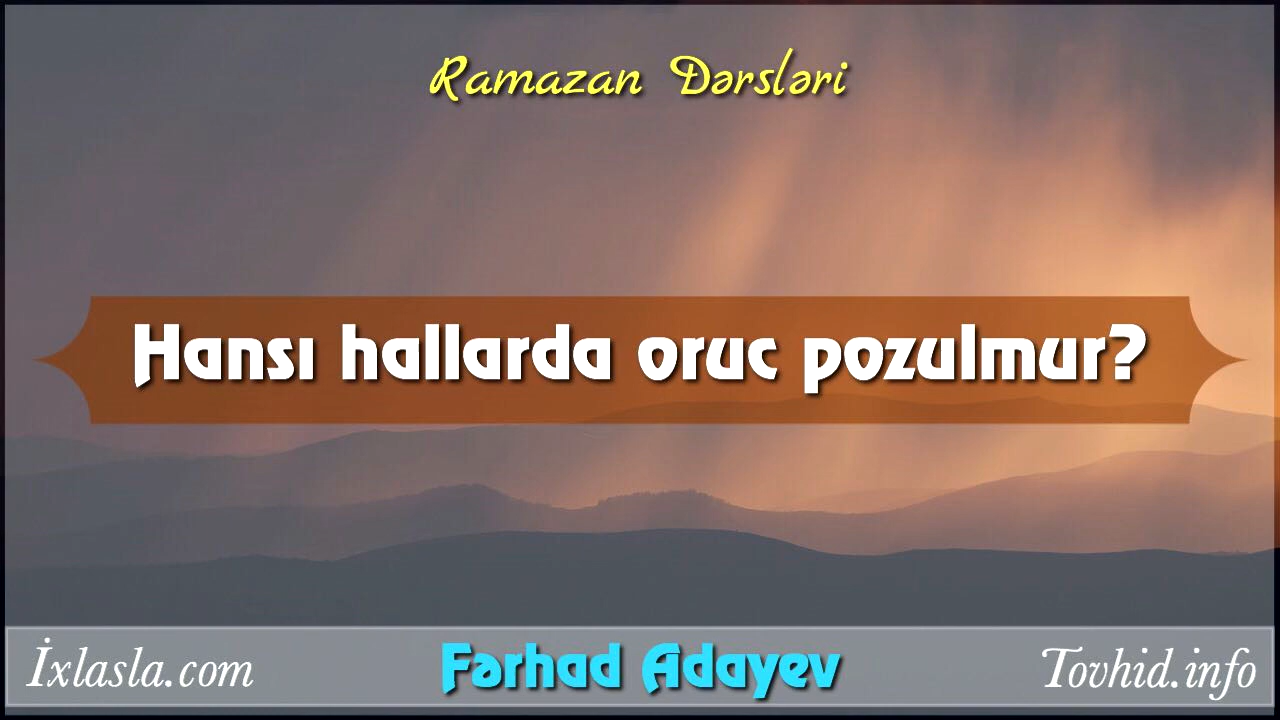 Ramazan Dərsləri
Hansı hallarda oruc pozulmur?
İxlasla.com
Fərhad Adayev
Tovhid.info